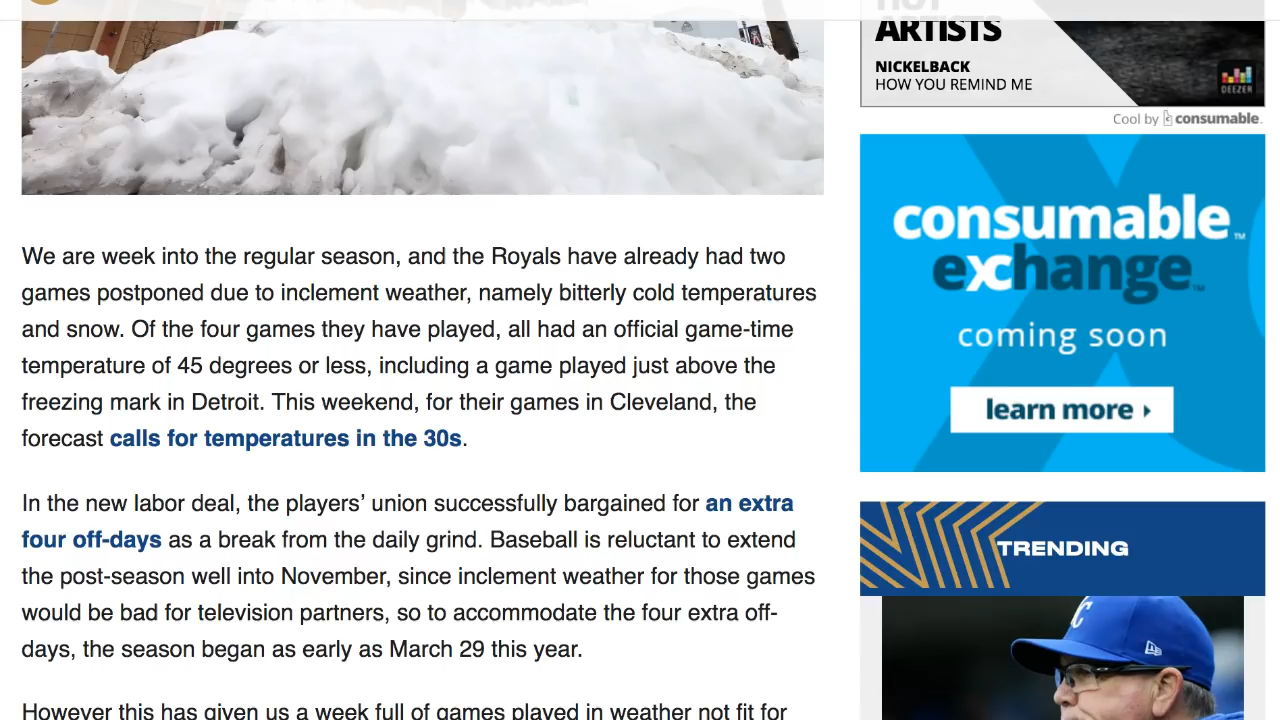 ARTISTS
NICKELBACK
HOW YOU REMIND ME
DEEZER
Cool by consumable.
consumable™
exchange™
coming soon
learn more ›
We are week into the regular season, and the Royals have already had two
games postponed due to inclement weather, namely bitterly cold temperatures
and snow. Of the four games they have played, all had an official game-time
temperature of 45 degrees or less, including a game played just above the
freezing mark in Detroit. This weekend, for their games in Cleveland, the
forecast calls for temperatures in the 30s.
In the new labor deal, the players’ union successfully bargained for an extra
four off-days as a break from the daily grind. Baseball is reluctant to extend
the post-season well into November, since inclement weather for those games
would be bad for television partners, so to accommodate the four extra off-
days, the season began as early as March 29 this year.
However this has given us a week full of games played in weather not fit for
TRENDING
KC